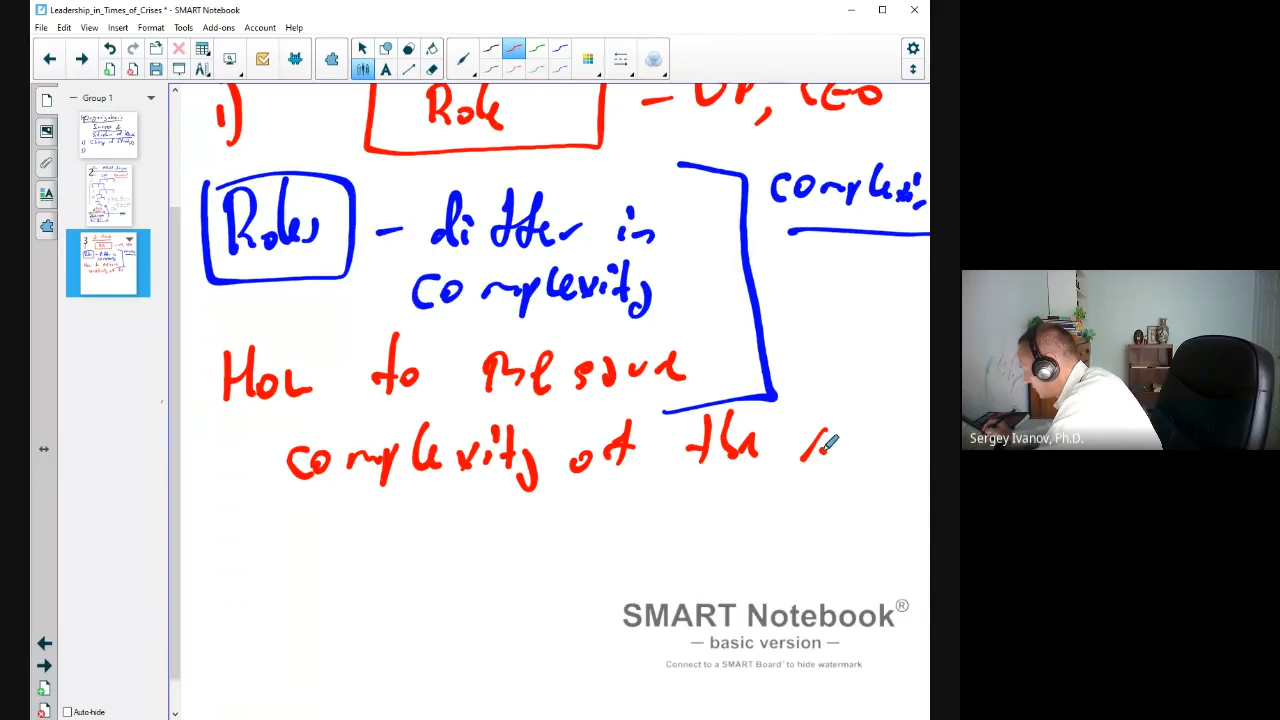 Leadership_in_Times_of_Crises * - SMART Notebook
File Edit View Insert Format Tools Add-ons Account Help
Group 1
1) Role - VP, CEO
Roles - differ in complexity
complexity
How to measure
complexity of the
Sergey Ivanov, Ph.D.
SMART Notebook®
— basic version —
Connect to a SMART Board® to hide watermark
Auto-hide
3